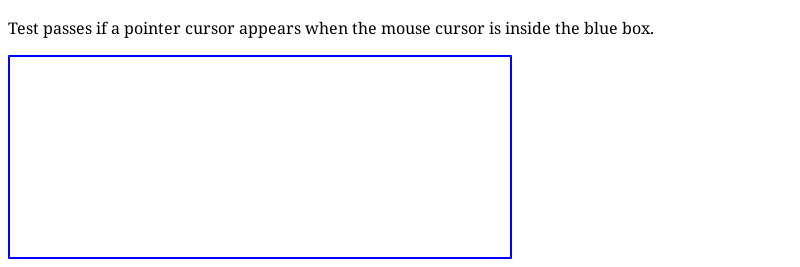 Test passes if a pointer cursor appears when the mouse cursor is inside the blue box.